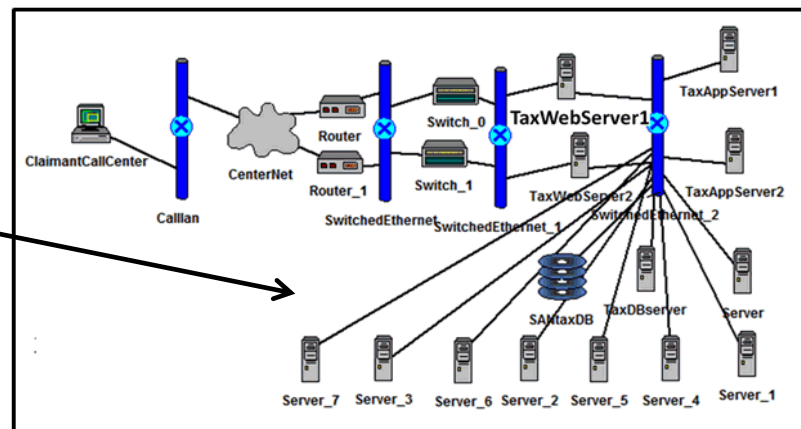 TaxAppServer1
Router
Switch_0
TaxWebServer1
ClaimantCallCenter
CenterNet
Router_1
Switch_1
TaxWebServer2
TaxAppServer2
Calllan
SwitchedEthernet
SwitchedEthernet_1
SwitchedEthernet_2
SANtaxDB
TaxDBserver
Server
Server_7
Server_3
Server_6
Server_2
Server_5
Server_4
Server_1